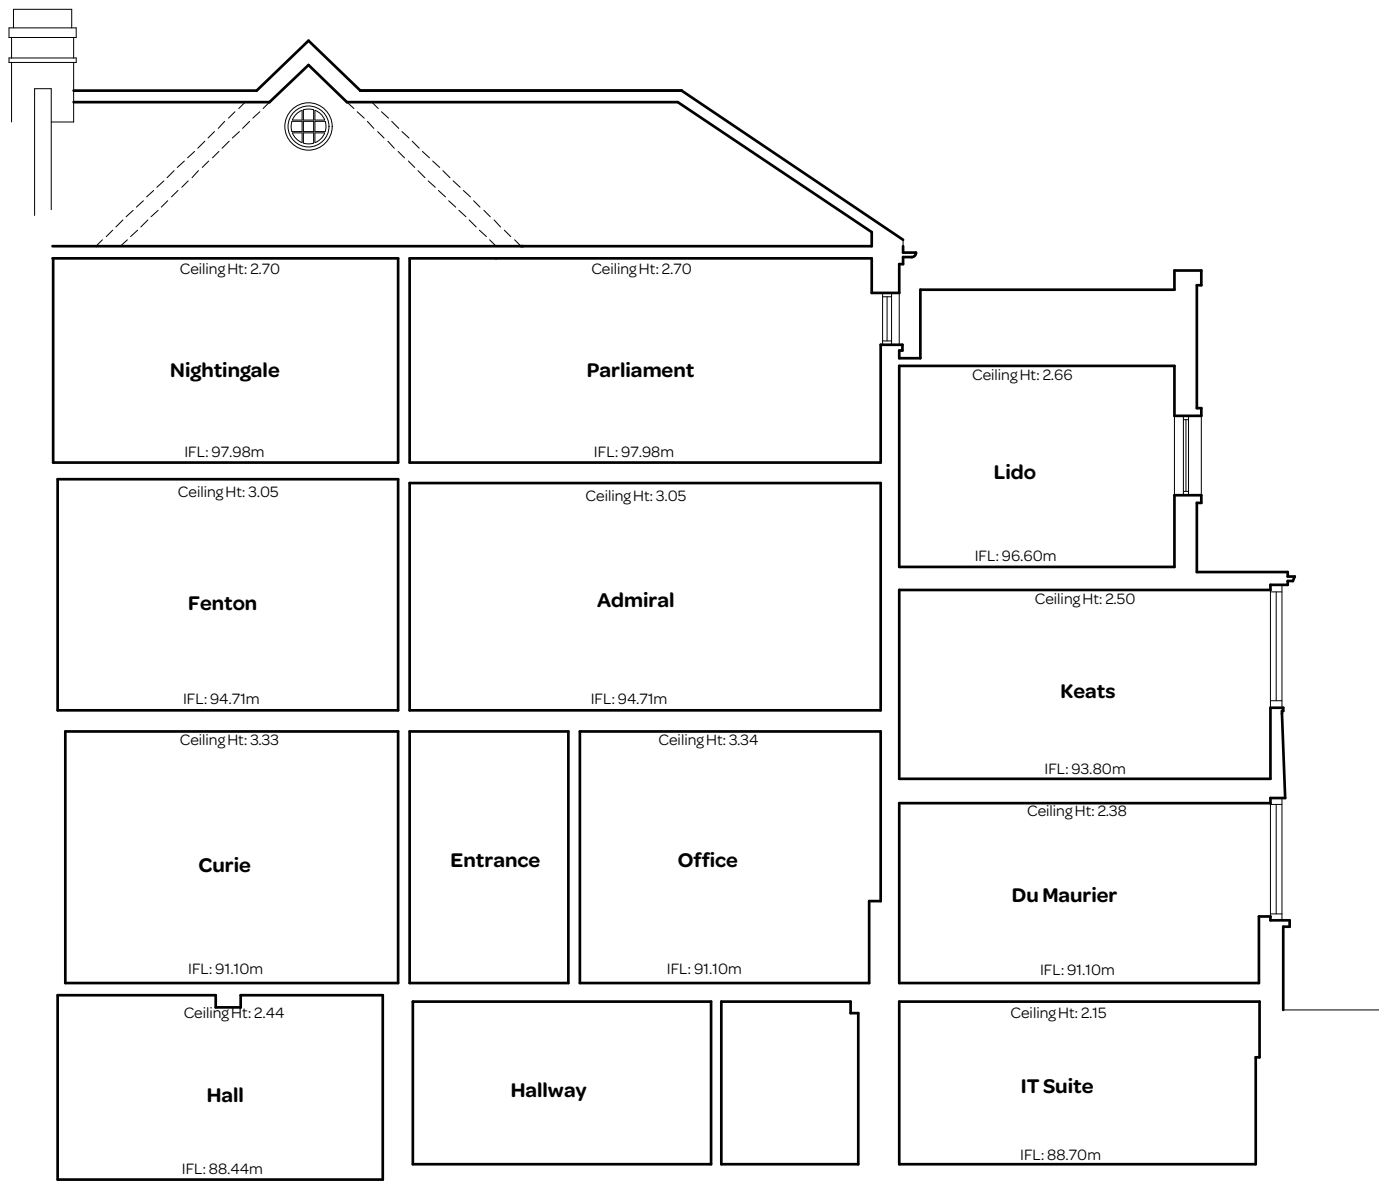 Ceiling Ht: 2.70
Nightingale
IFL: 97.98m
Ceiling Ht: 2.70
Parliament
IFL: 97.98m
Ceiling Ht: 2.66
Lido
IFL: 96.60m
Ceiling Ht: 3.05
Fenton
IFL: 94.71m
Ceiling Ht: 3.05
Admiral
IFL: 94.71m
Ceiling Ht: 2.50
Keats
IFL: 93.80m
Ceiling Ht: 3.33
Curie
IFL: 91.10m
Entrance
Ceiling Ht: 3.34
Office
IFL: 91.10m
Ceiling Ht: 2.38
Du Maurier
IFL: 91.10m
Ceiling Ht: 2.44
Hall
IFL: 88.44m
Hallway
Ceiling Ht: 2.15
IT Suite
IFL: 88.70m